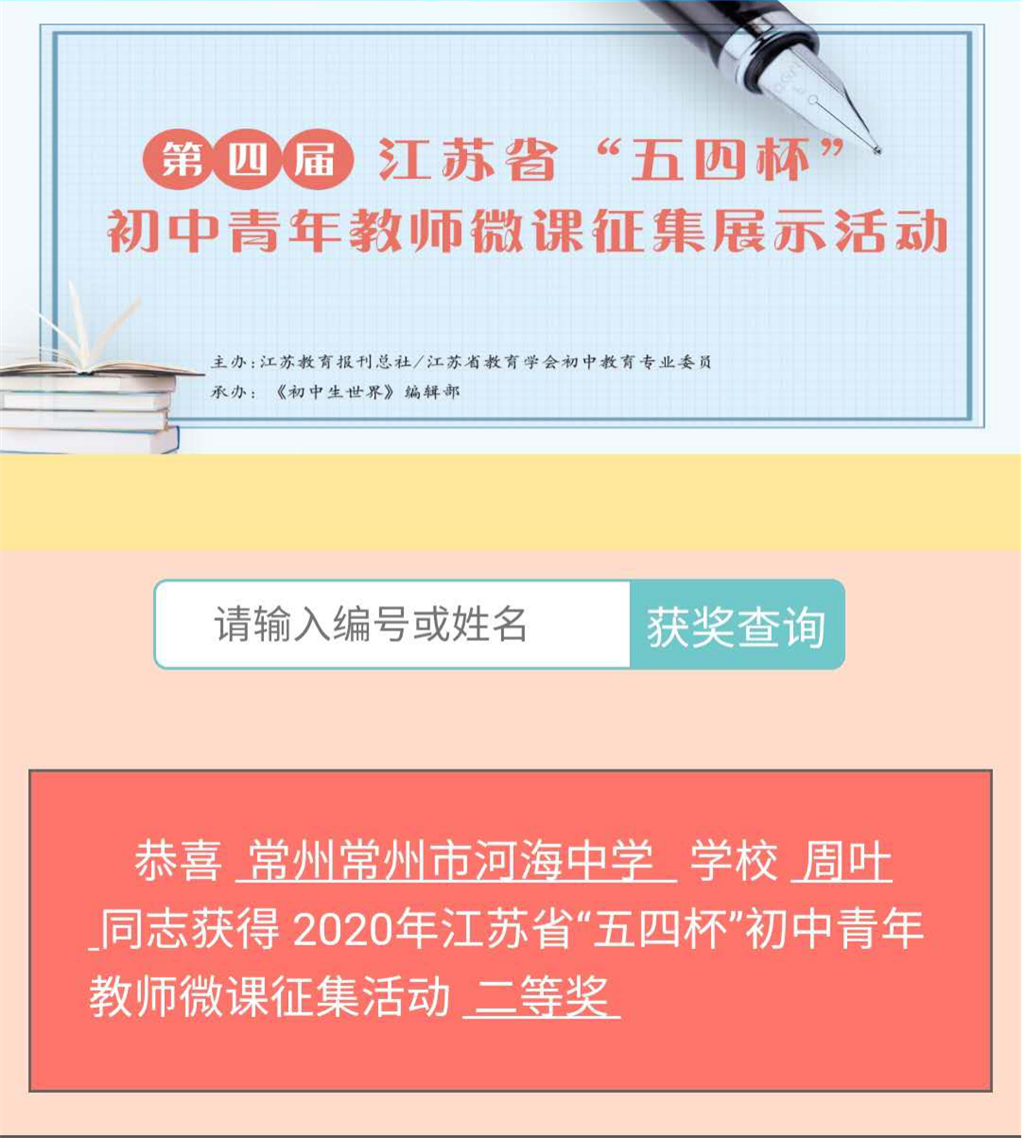 第四届 江苏省“五四杯”
初中青年教师微课征集展示活动
主办:江苏教育报刊总社/江苏省教育学会初中教育专业委员
承办：《初中生世界》编辑部
请输入编号或姓名 获奖查询
恭喜 常州常州市河海中学 学校 周叶
同志获得 2020年江苏省“五四杯”初中青年
教师微课征集活动 二等奖